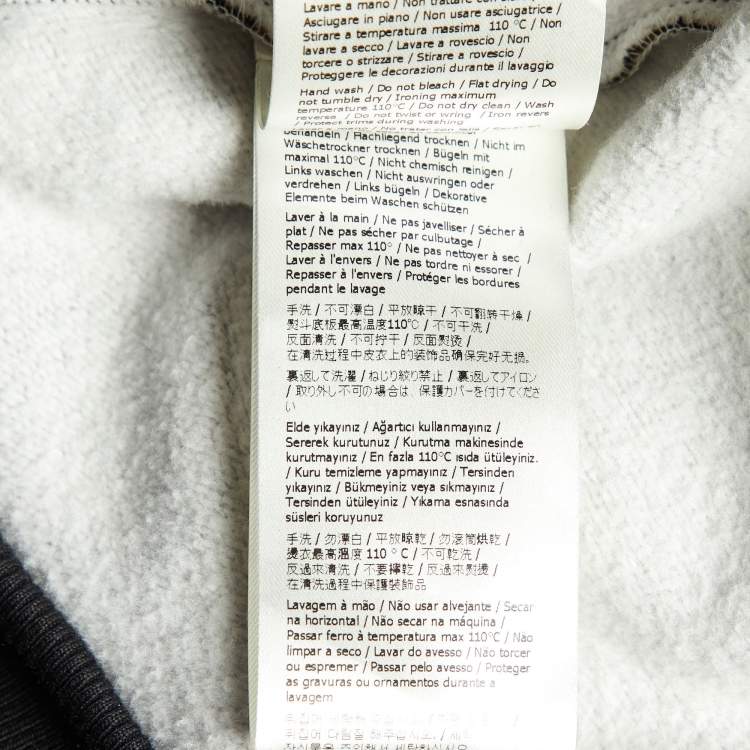 Lavare a mano / Non trattare con
Asciugare in piano / Non usare asciugatrice /
Stirare a temperatura massima 110°C / Non
lavare a secco / Lavare a rovescio / Non
torcere o strizzare / Stirare a rovescio /
Proteggere le decorazioni durante il lavaggio
Hand wash / Do not bleach / Flat drying / Do
not tumble dry / Ironing maximum
temperature 110°C / Do not dry clean / Wash
reverse / Do not twist or wring / Iron revers
/ Protect trims during washing
behandeln / Flachliegend trocknen / Nicht im
Wäschetrockner trocknen / Bügeln mit
maximal 110°C / Nicht chemisch reinigen /
Links waschen / Nicht auswringen oder
verdrehen / Links bügeln / Dekorative
Elemente beim Waschen schützen
Laver à la main / Ne pas javelliser / Sécher à
plat / Ne pas sécher par culbutage /
Repasser max 110° / Ne pas nettoyer à sec /
Laver à l'envers / Ne pas tordre ni essorer /
Repasser à l'envers / Protéger les bordures
pendant le lavage
手洗 / 不可漂白 / 平放晾干 / 不可翻转干燥 /
熨斗底板最高温度110°C / 不可干洗 /
反面清洗 / 不可拧干 / 反面熨烫 /
在清洗过程中皮衣上的装饰品确保完好无损。
裏返して洗濯 / ねじり絞り禁止 / 裏返してアイロン
/ 取り外し不可の場合は、保護カバーを付けてくださ
い
Elde yıkayınız / Ağartıcı kullanmayınız /
Sererek kurutunuz / Kurutma makinesinde
kurutmayınız / En fazla 110°C ısıda ütüleyiniz.
/ Kuru temizleme yapmayınız / Tersinden
yıkayınız / Bükmeyiniz veya sıkmayınız /
Tersinden ütüleyiniz / Yıkama esnasında
süsleri koruyunuz
手洗 / 勿漂白 / 平放晾乾 / 勿滾筒烘乾 /
燙衣最高溫度 110 ° C / 不可乾洗 /
反過來清洗 / 不要擰乾 / 反過來熨燙 /
在清洗過程中保護裝飾品
Lavagem à mão / Não usar alvejante / Secar
na horizontal / Não secar na máquina /
Passar ferro à temperatura max 110°C / Não
limpar a seco / Lavar do avesso / Não torcer
ou espremer / Passar pelo avesso / Proteger
as gravuras ou ornamentos durante a
lavagem